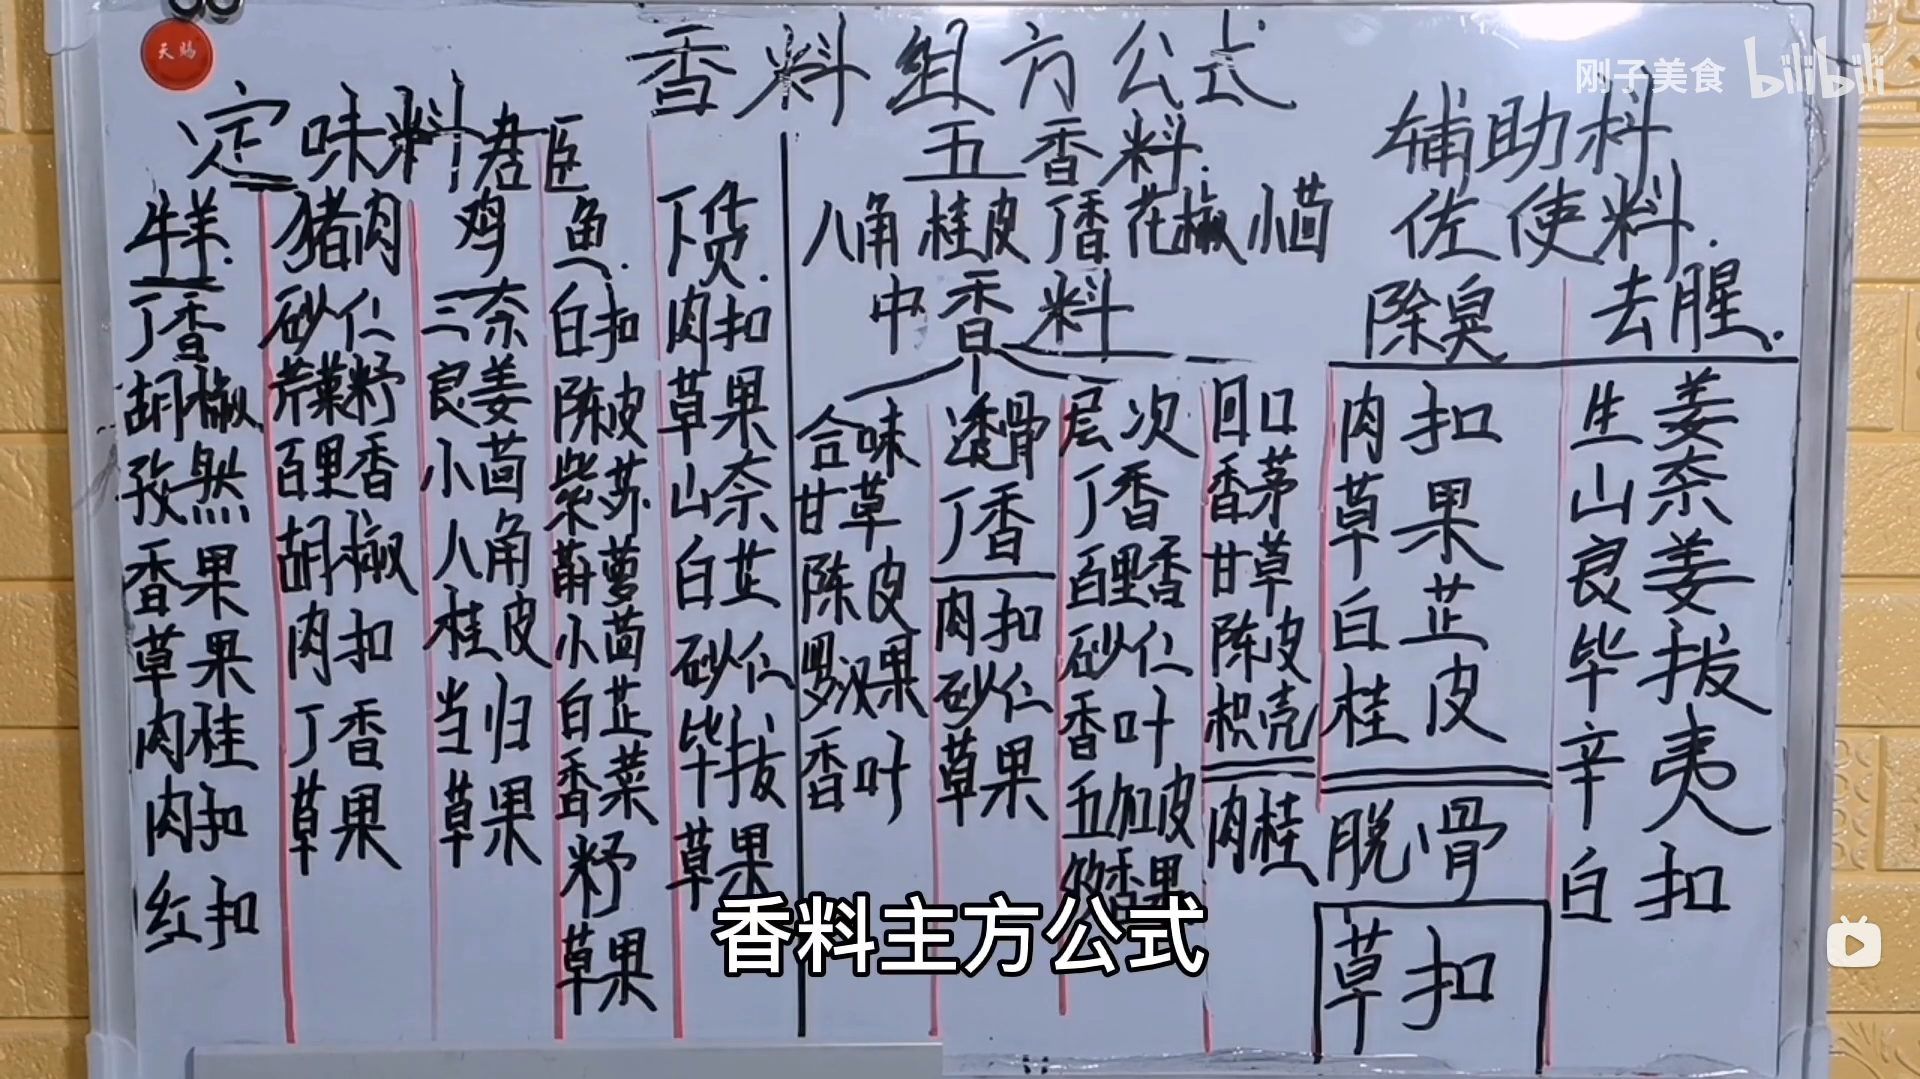 天赐
刚子美食 bilibili
香料组方公式
定味料君臣
牛羊.
丁香
胡椒
孜然
香果
草果
肉桂
肉扣
红扣
猪肉
砂仁
菜籽
百里香
胡椒
肉扣
丁香
草果
鸡
三奈
良姜
小茴
八角
桂皮
当归
草果
鱼.
白扣
陈皮
紫苏
莳萝
小茴
白芷
香菜
籽
草果
下货.
肉扣
草果
山奈
白芷
砂仁
毕拔
草果
五香料.
八角 桂皮 丁香 花椒 小茴
中香料
合味
甘草
陈皮
罗汉果
香叶
透骨
丁香
肉扣
砂仁
草果
层次
丁香
百里香
砂仁
香叶
五加皮
香果
回口
香茅
甘草
陈皮
枳壳
肉桂
辅助料
佐使料.
除臭
肉扣
草果
白芷
桂皮
脱骨
草扣
去腥.
生姜
山奈
良姜
毕拔
辛夷
白扣
香料主方公式